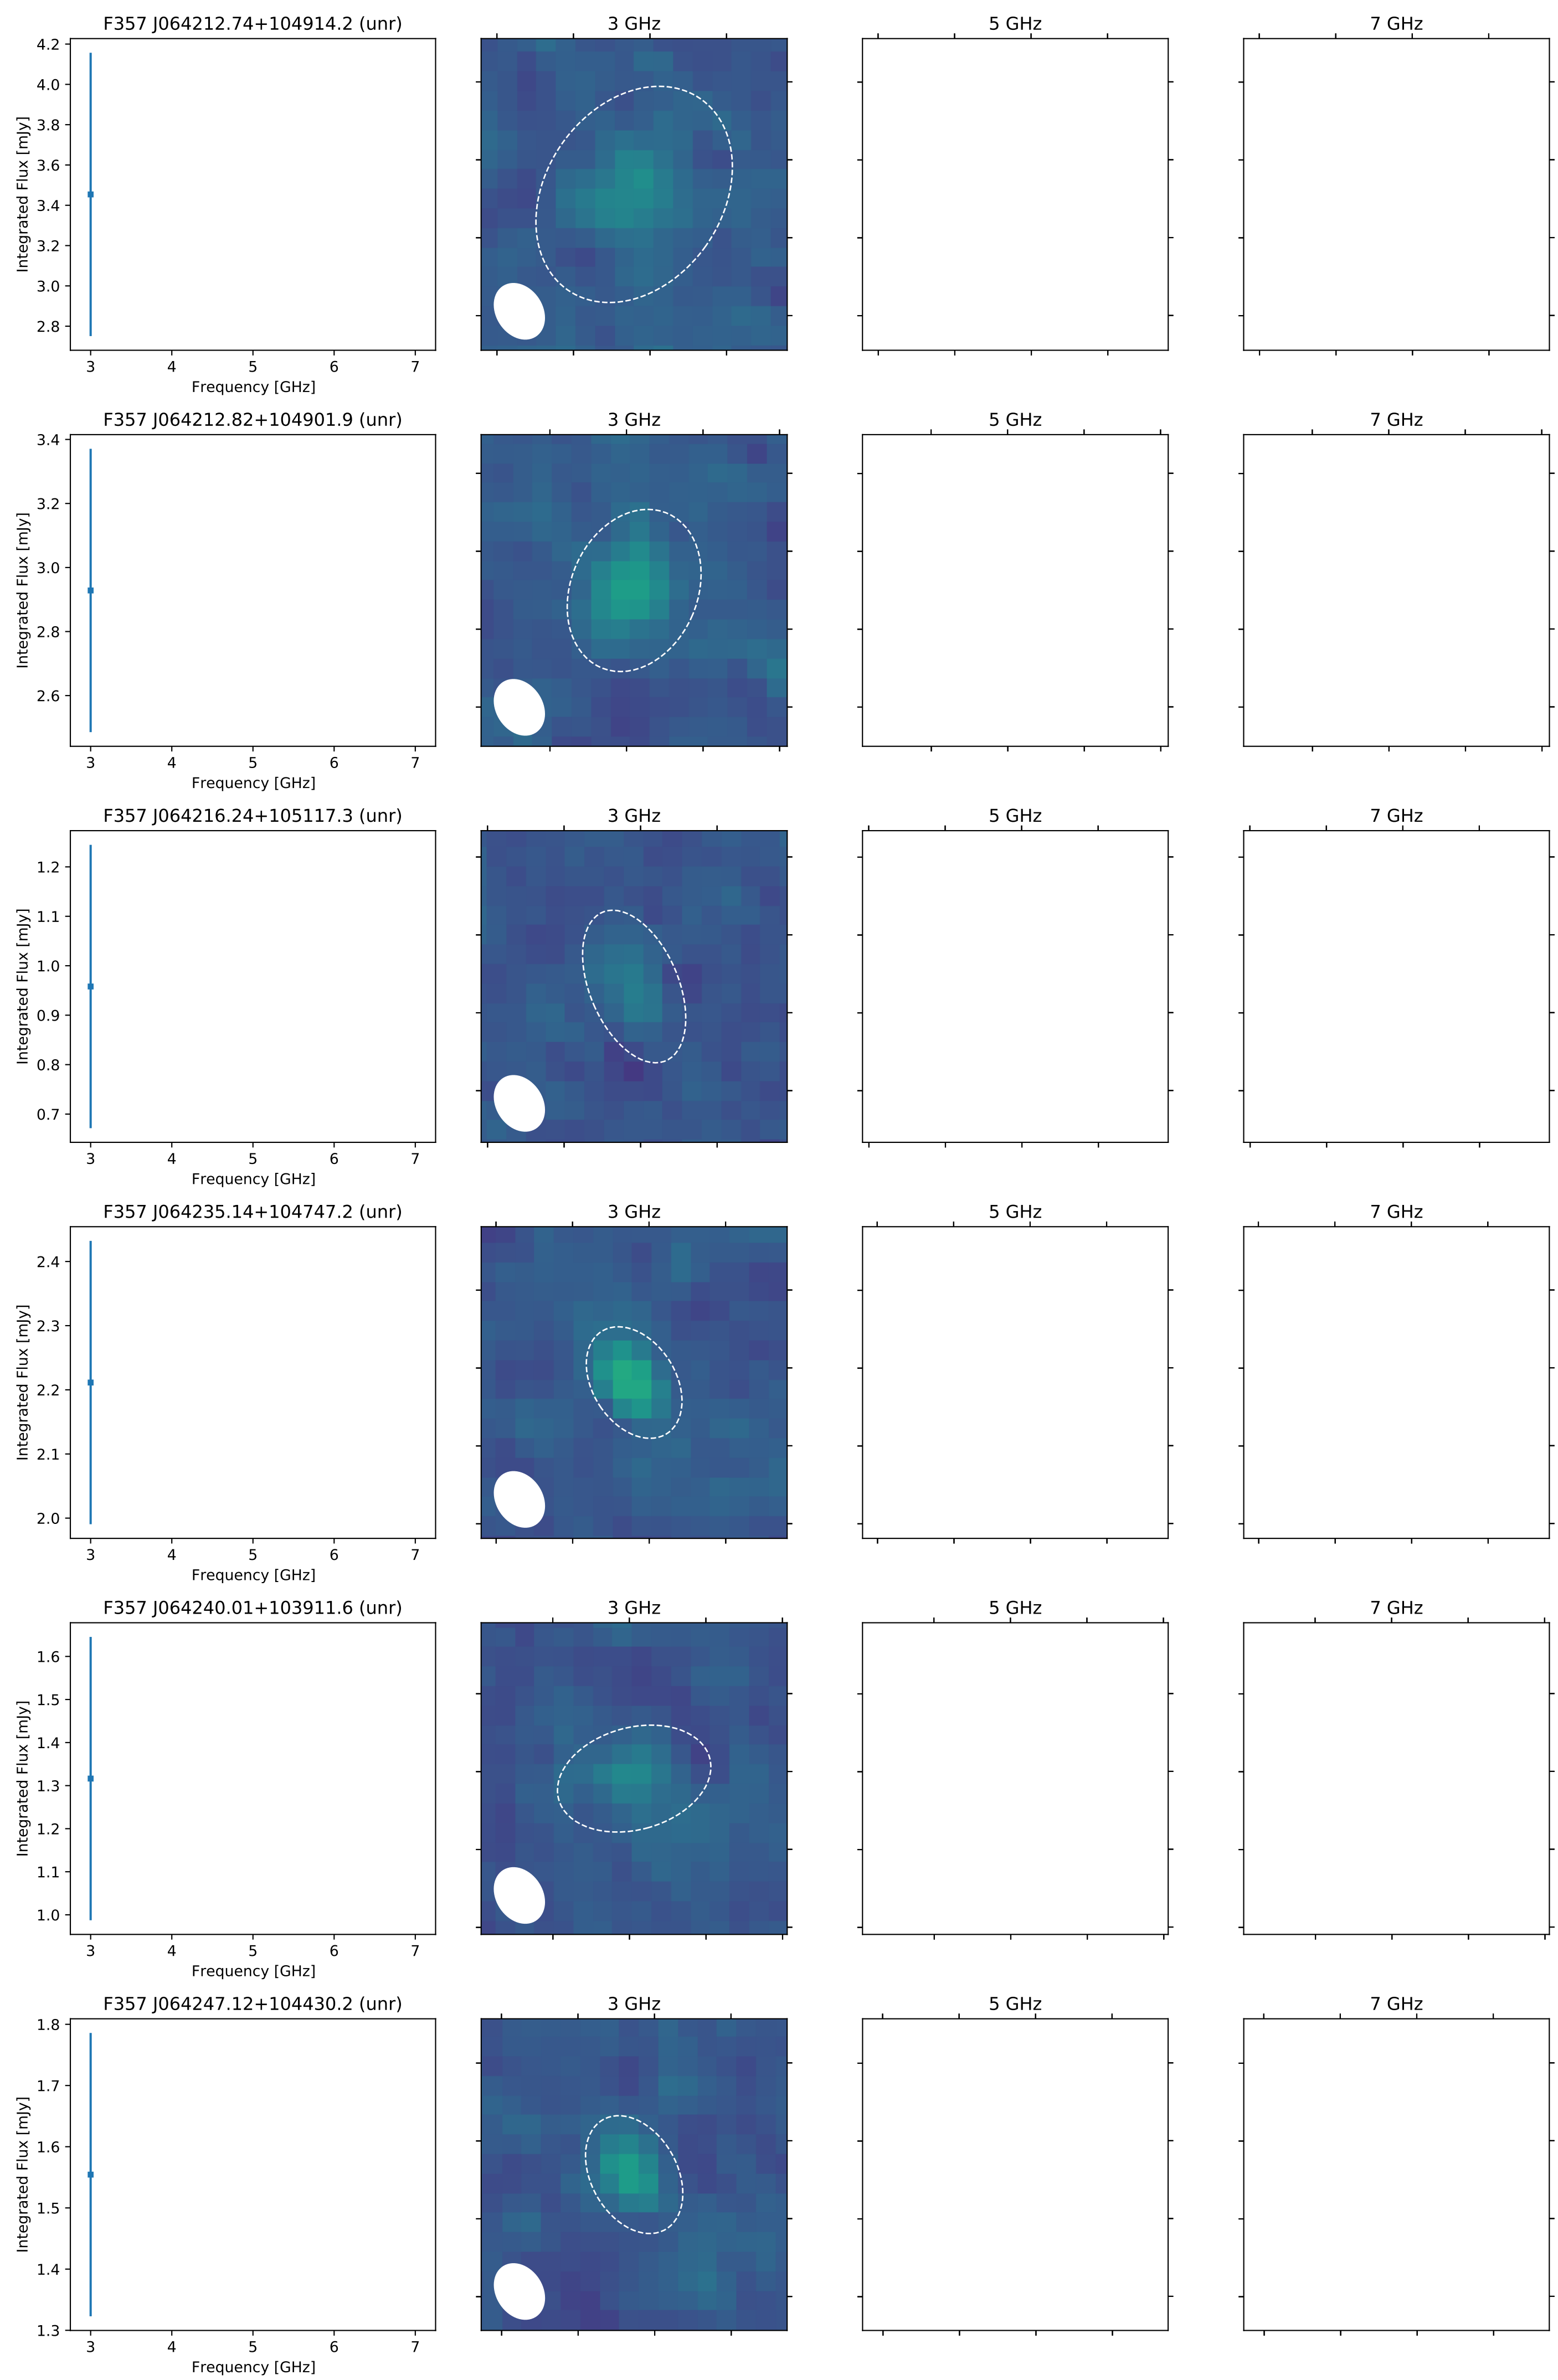 F357 J064212.74+104914.2 (unr)
3 GHz
5 GHz
7 GHz
Integrated Flux [mJy]
4.2
4.0
3.8
3.6
3.4
3.2
3.0
2.8
3 4 5 6 7
Frequency [GHz]
F357 J064212.82+104901.9 (unr)
3 GHz
5 GHz
7 GHz
Integrated Flux [mJy]
3.4
3.2
3.0
2.8
2.6
3 4 5 6 7
Frequency [GHz]
F357 J064216.24+105117.3 (unr)
3 GHz
5 GHz
7 GHz
Integrated Flux [mJy]
1.2
1.1
1.0
0.9
0.8
0.7
3 4 5 6 7
Frequency [GHz]
F357 J064235.14+104747.2 (unr)
3 GHz
5 GHz
7 GHz
Integrated Flux [mJy]
2.4
2.3
2.2
2.1
2.0
3 4 5 6 7
Frequency [GHz]
F357 J064240.01+103911.6 (unr)
3 GHz
5 GHz
7 GHz
Integrated Flux [mJy]
1.6
1.5
1.4
1.3
1.2
1.1
1.0
3 4 5 6 7
Frequency [GHz]
F357 J064247.12+104430.2 (unr)
3 GHz
5 GHz
7 GHz
Integrated Flux [mJy]
1.8
1.7
1.6
1.5
1.4
1.3
3 4 5 6 7
Frequency [GHz]